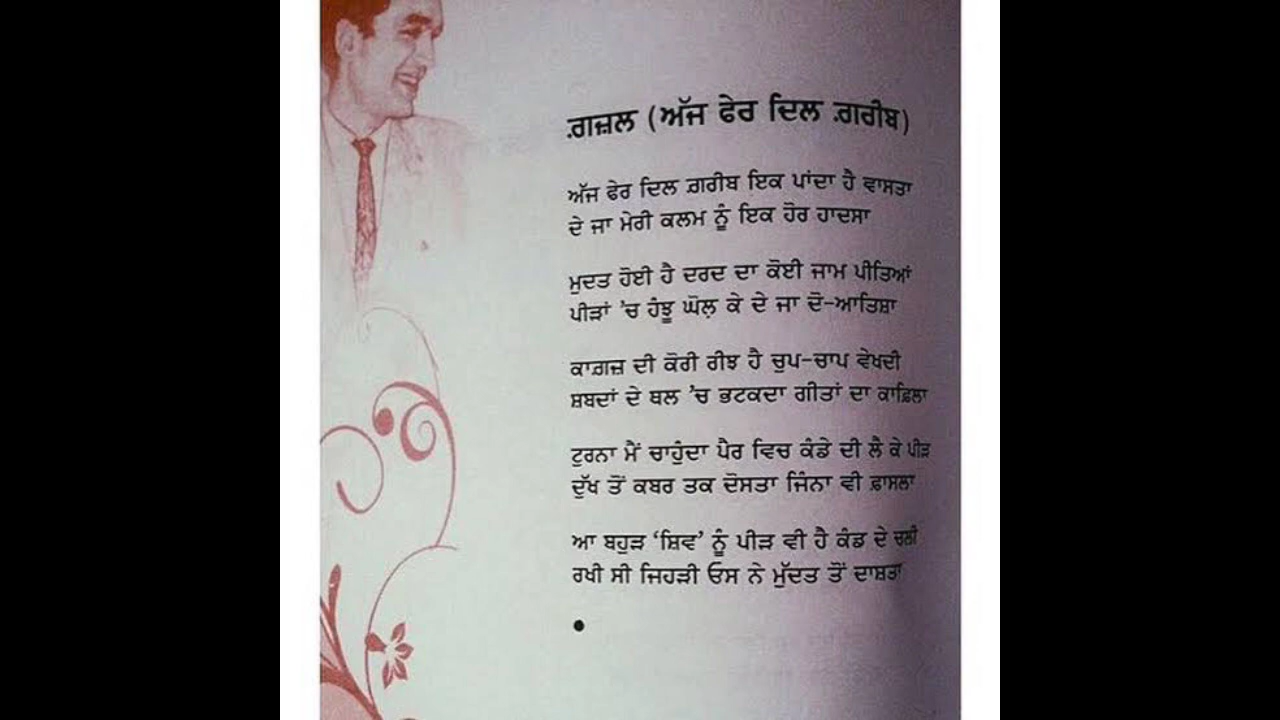 ਗ਼ਜ਼ਲ (ਅੱਜ ਫੇਰ ਦਿਲ ਗ਼ਰੀਬ)
ਅੱਜ ਫੇਰ ਦਿਲ ਗ਼ਰੀਬ ਇਕ ਪਾਂਦਾ ਹੈ ਵਾਸਤਾ
ਦੇ ਜਾ ਮੇਰੀ ਕਲਮ ਨੂੰ ਇਕ ਹੋਰ ਹਾਦਸਾ
ਮੁਦਤ ਹੋਈ ਹੈ ਦਰਦ ਦਾ ਕੋਈ ਜਾਮ ਪੀਤਿਆਂ
ਪੀੜਾਂ 'ਚ ਹੰਝੂ ਘੋਲ ਕੇ ਦੇ ਜਾ ਦੋ-ਆਤਿਸ਼ਾ
ਕਾਗ਼ਜ਼ ਦੀ ਕੋਰੀ ਰੀਝ ਹੈ ਚੁਪ-ਚਾਪ ਵੇਖਦੀ
ਸ਼ਬਦਾਂ ਦੇ ਥਲ 'ਚ ਭਟਕਦਾ ਗੀਤਾਂ ਦਾ ਕਾਫ਼ਿਲਾ
ਟੁਰਨਾ ਮੈਂ ਚਾਹੁੰਦਾ ਪੈਰ ਵਿਚ ਕੰਡੇ ਦੀ ਲੈ ਕੇ ਪੀੜ
ਦੁੱਖ ਤੋਂ ਕਬਰ ਤਕ ਦੋਸਤਾ ਜਿੰਨਾ ਵੀ ਫ਼ਾਸਲਾ
ਆ ਬਹੁੜ 'ਸ਼ਿਵ' ਨੂੰ ਪੀੜ ਵੀ ਹੈ ਕੰਡ ਦੇ ਚਲੀ
ਰਖੀ ਸੀ ਜਿਹੜੀ ਓਸ ਨੇ ਮੁੱਦਤ ਤੋਂ ਦਾਸ਼ਤਾ